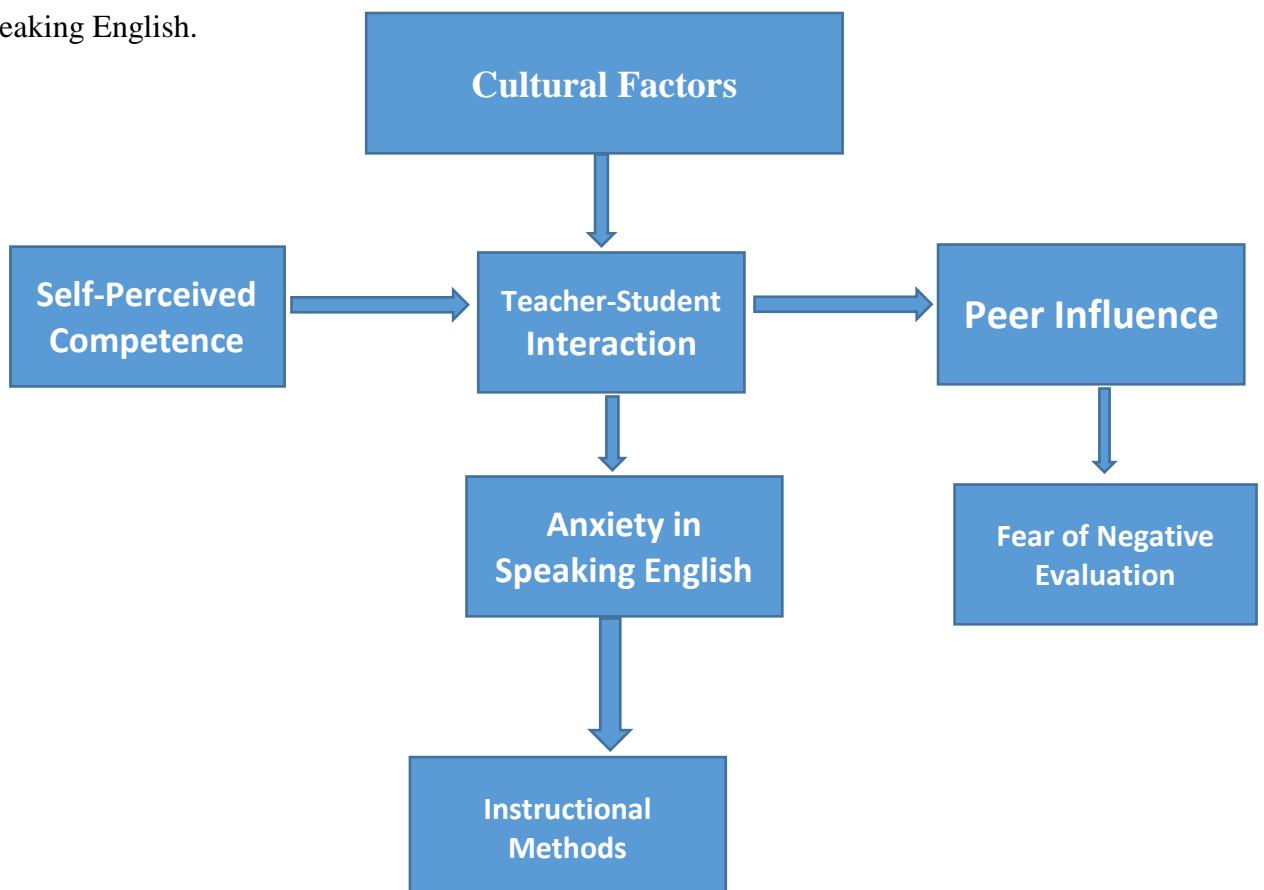 eaking English.
Cultural Factors
Self-Perceived
Competence
Teacher-Student
Interaction
Peer Influence
Anxiety in
Speaking English
Fear of Negative
Evaluation
Instructional
Methods